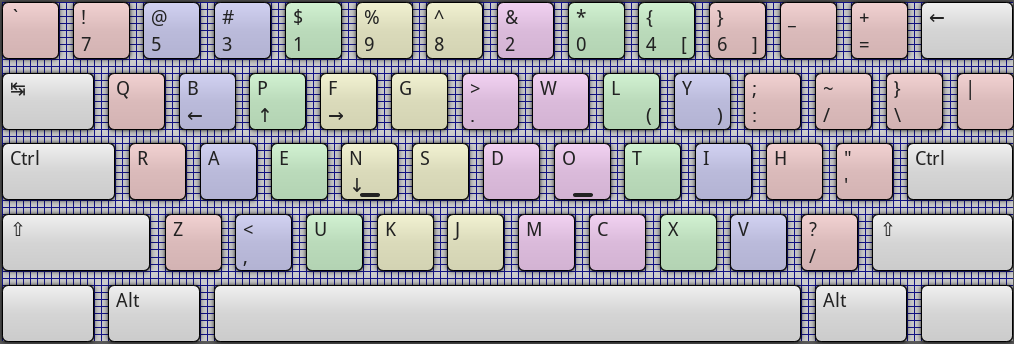 ` ! @ # $ % ^ & * { } _ + ←
7 5 3 1 9 8 2 0 4 [ 6 ] =
↹ Q B P F G > W L Y ; ~ } |
← ↑ → . ( ) : / \
Ctrl R A E N S D O T I H " Ctrl
↓ '
⇧ Z < U K J M C X V ? ⇧
, /
Alt Alt